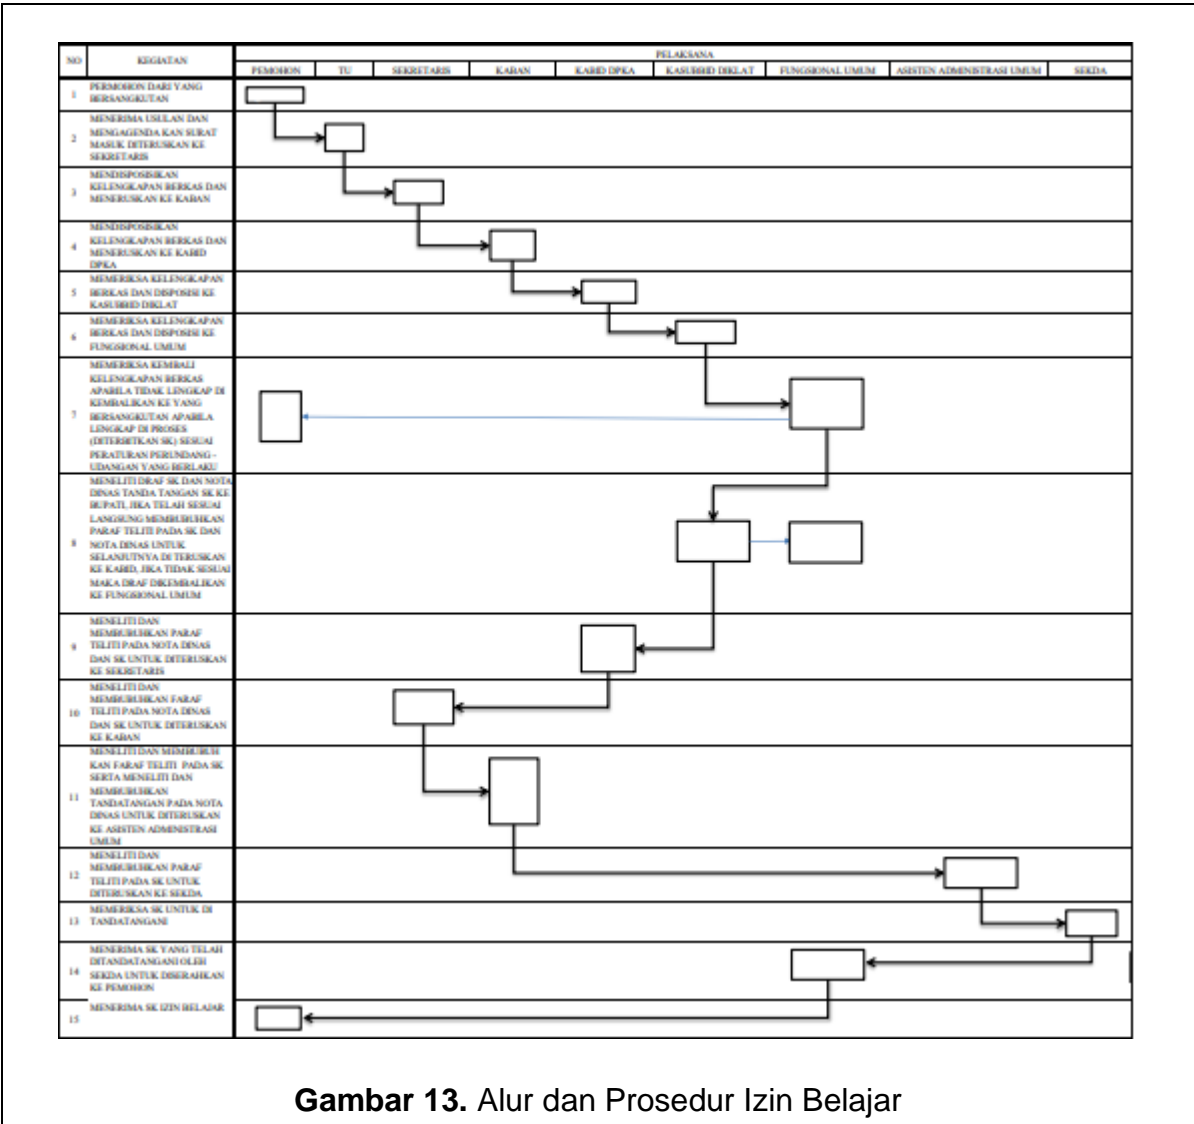 NO KEGIATAN PELAKSANA
PEMOHON TU SEKRETARIS KABAN KABID DPKA KASUBBID DIKLAT FUNGSIONAL UMUM ASISTEN ADMINISTRASI UMUM SEKDA
1 PERMOHON DARI YANG
BERSANGKUTAN
2 MENERIMA USULAN DAN
MENGAGENDA KAN SURAT
MASUK DITERUSKAN KE
SEKRETARIS
3 MENDISPOSISIKAN
KELENGKAPAN BERKAS DAN
MENERUSKAN KE KABAN
4 MENDISPOSISIKAN
KELENGKAPAN BERKAS DAN
MENERUSKAN KE KABID
DPKA
5 MEMERIKSA KELENGKAPAN
BERKAS DAN DISPOSISI KE
KASUBBID DIKLAT
6 MEMERIKSA KELENGKAPAN
BERKAS DAN DISPOSISI KE
FUNGSIONAL UMUM
7 MEMERIKSA KEMBALI
KELENGKAPAN BERKAS
APABILA TIDAK LENGKAP DI
KEMBALIKAN KE YANG
BERSANGKUTAN APABILA
LENGKAP DI PROSES
(DITERBITKAN SK) SESUAI
PERATURAN PERUNDANG -
UDANGAN YANG BERLAKU
8 MENELITI DRAF SK DAN NOTA
DINAS TANDA TANGAN SK KE
BUPATI, JIKA TELAH SESUAI
LANGSUNG MEMBUBUHKAN
PARAF TELITI PADA SK DAN
NOTA DINAS UNTUK
SELANJUTNYA DI TERUSKAN
KE KABID, JIKA TIDAK SESUAI
MAKA DRAF DIKEMBALIKAN
KE FUNGSIONAL UMUM
9 MENELITI DAN
MEMBUBUHKAN PARAF
TELITI PADA NOTA DINAS
DAN SK UNTUK DITERUSKAN
KE SEKRETARIS
10 MENELITI DAN
MEMBUBUHKAN FARAF
TELITI PADA NOTA DINAS
DAN SK UNTUK DITERUSKAN
KE KABAN
11 MENELITI DAN MEMBUBUH
KAN FARAF TELITI PADA SK
SERTA MENELITI DAN
MEMBUBUHKAN
TANDATANGAN PADA NOTA
DINAS UNTUK DITERUSKAN
KE ASISTEN ADMINISTRASI
UMUM
12 MENELITI DAN
MEMBUBUHKAN PARAF
TELITI PADA SK UNTUK
DITERUSKAN KE SEKDA
13 MEMERIKSA SK UNTUK DI
TANDATANGANI
14 MENERIMA SK YANG TELAH
DITANDATANGANI OLEH
SEKDA UNTUK DISERAHKAN
KE PEMOHON
15 MENERIMA SK IZIN BELAJAR
Gambar 13. Alur dan Prosedur Izin Belajar